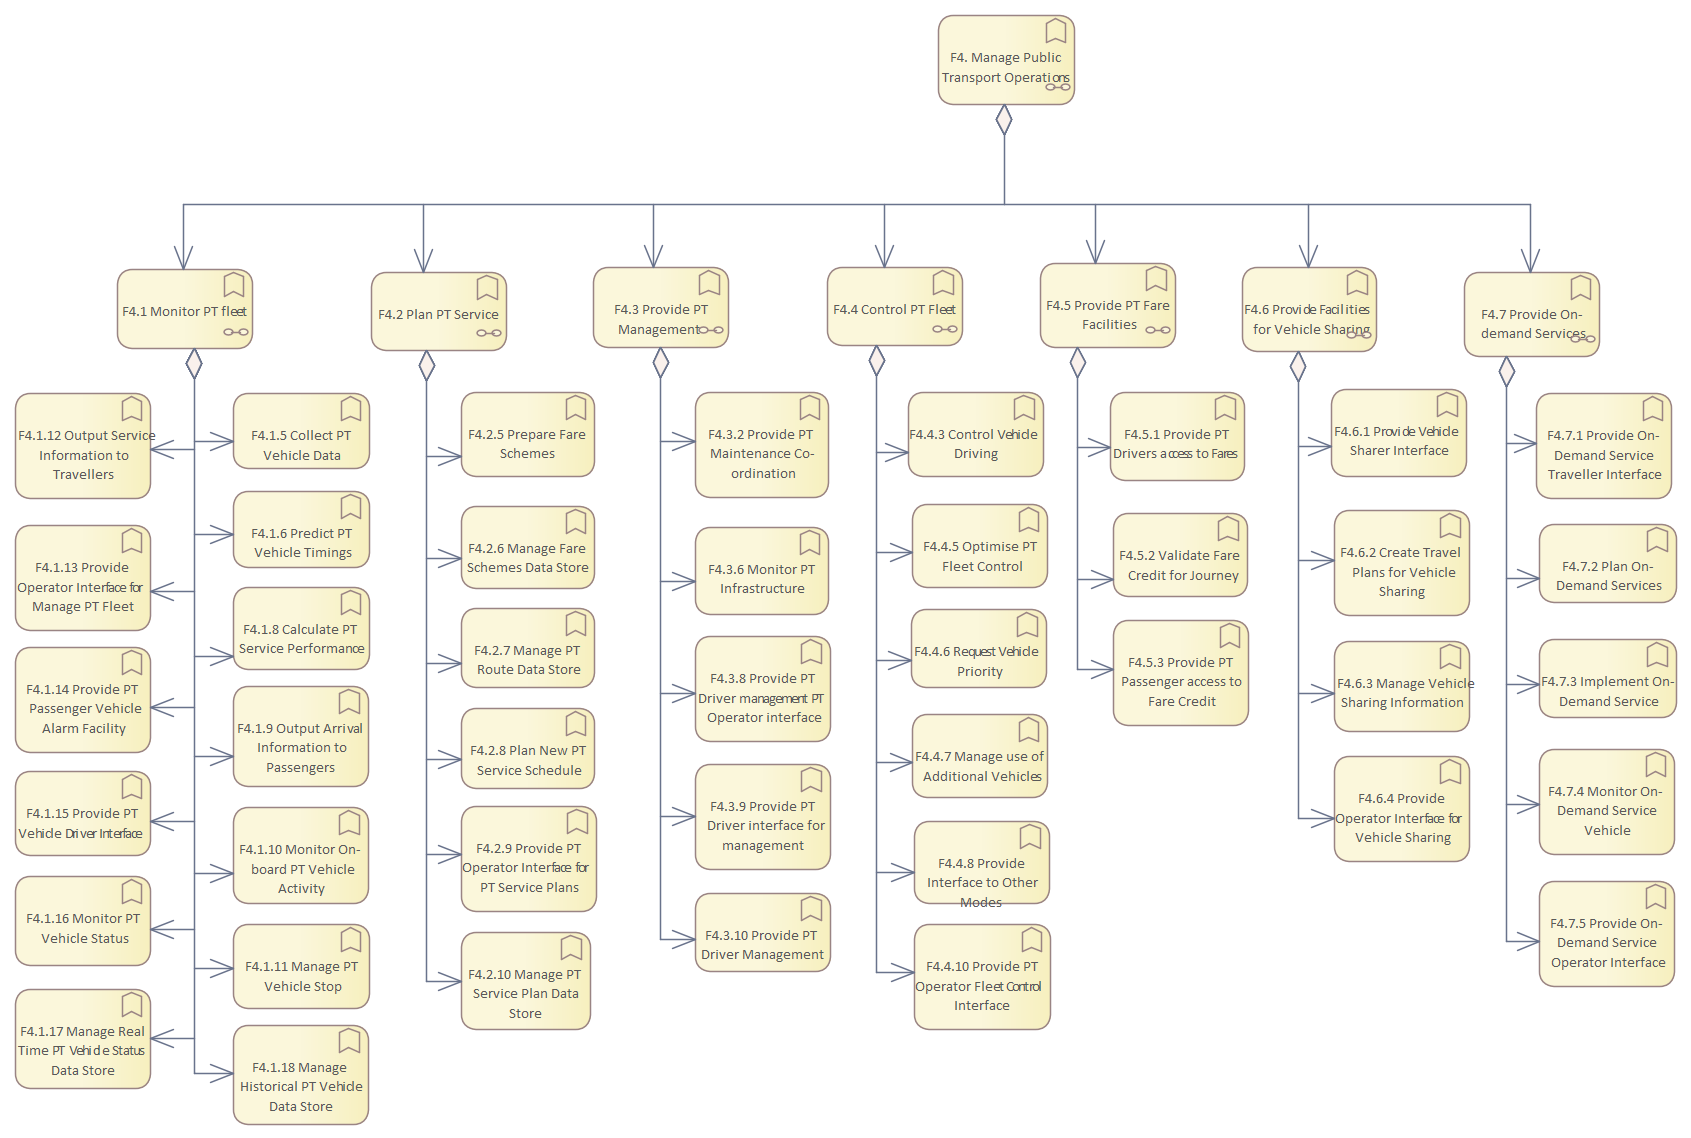 F4. Manage Public
Transport Operations
F4.1 Monitor PT fleet
F4.2 Plan PT Service
F4.3 Provide PT
Management
F4.4 Control PT Fleet
F4.5 Provide PT Fare
Facilities
F4.6 Provide Facilities
for Vehicle Sharing
F4.7 Provide On-
demand Services
F4.1.12 Output Service
Information to
Travellers
F4.1.13 Provide
Operator Interface for
Manage PT Fleet
F4.1.14 Provide PT
Passenger Vehicle
Alarm Facility
F4.1.15 Provide PT
Vehicle Driver Interface
F4.1.16 Monitor PT
Vehicle Status
F4.1.17 Manage Real
Time PT Vehicle Status
Data Store
F4.1.5 Collect PT
Vehicle Data
F4.1.6 Predict PT
Vehicle Timings
F4.1.8 Calculate PT
Service Performance
F4.1.9 Output Arrival
Information to
Passengers
F4.1.10 Monitor On-
board PT Vehicle
Activity
F4.1.11 Manage PT
Vehicle Stop
F4.1.18 Manage
Historical PT Vehicle
Data Store
F4.2.5 Prepare Fare
Schemes
F4.2.6 Manage Fare
Schemes Data Store
F4.2.7 Manage PT
Route Data Store
F4.2.8 Plan New PT
Service Schedule
F4.2.9 Provide PT
Operator Interface for
PT Service Plans
F4.2.10 Manage PT
Service Plan Data
Store
F4.3.2 Provide PT
Maintenance Co-
ordination
F4.3.6 Monitor PT
Infrastructure
F4.3.8 Provide PT
Driver management PT
Operator interface
F4.3.9 Provide PT
Driver interface for
management
F4.3.10 Provide PT
Driver Management
F4.4.3 Control Vehicle
Driving
F4.4.5 Optimise PT
Fleet Control
F4.4.6 Request Vehicle
Priority
F4.4.7 Manage use of
Additional Vehicles
F4.4.8 Provide
Interface to Other
Modes
F4.4.10 Provide PT
Operator Fleet Control
Interface
F4.5.1 Provide PT
Drivers access to Fares
F4.5.2 Validate Fare
Credit for Journey
F4.5.3 Provide PT
Passenger access to
Fare Credit
F4.6.1 Provide Vehicle
Sharer Interface
F4.6.2 Create Travel
Plans for Vehicle
Sharing
F4.6.3 Manage Vehicle
Sharing Information
F4.6.4 Provide
Operator Interface for
Vehicle Sharing
F4.7.1 Provide On-
Demand Service
Traveller Interface
F4.7.2 Plan On-
Demand Services
F4.7.3 Implement On-
Demand Service
F4.7.4 Monitor On-
Demand Service
Vehicle
F4.7.5 Provide On-
Demand Service
Operator Interface